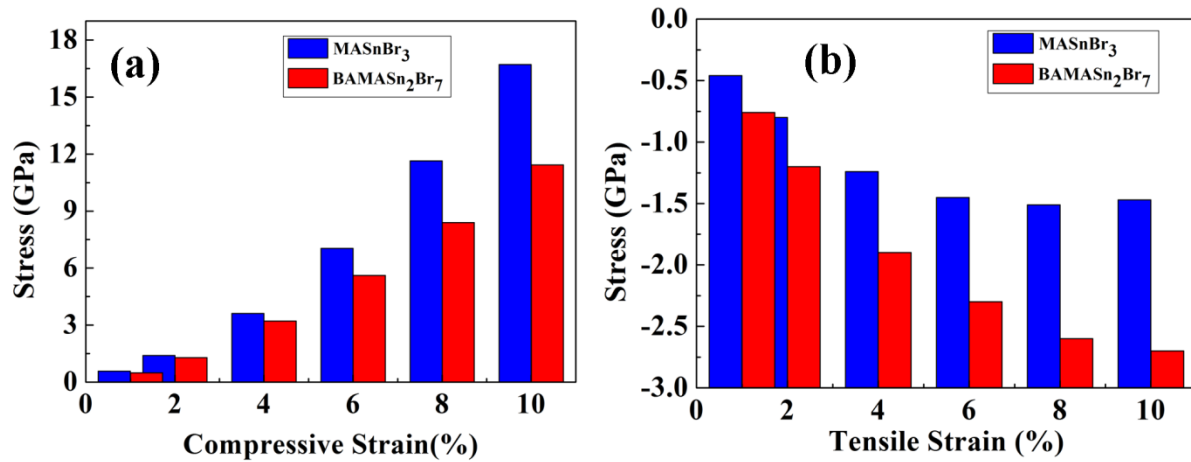 (a)
MASnBr3
BAMASn2Br7
18
15
12
9
6
3
0
Stress (GPa)
0 2 4 6 8 10
Compressive Strain(%)
(b)
MASnBr3
BAMASn2Br7
0.0
-0.5
-1.0
-1.5
-2.0
-2.5
-3.0
Stress (GPa)
0 2 4 6 8 10
Tensile Strain (%)